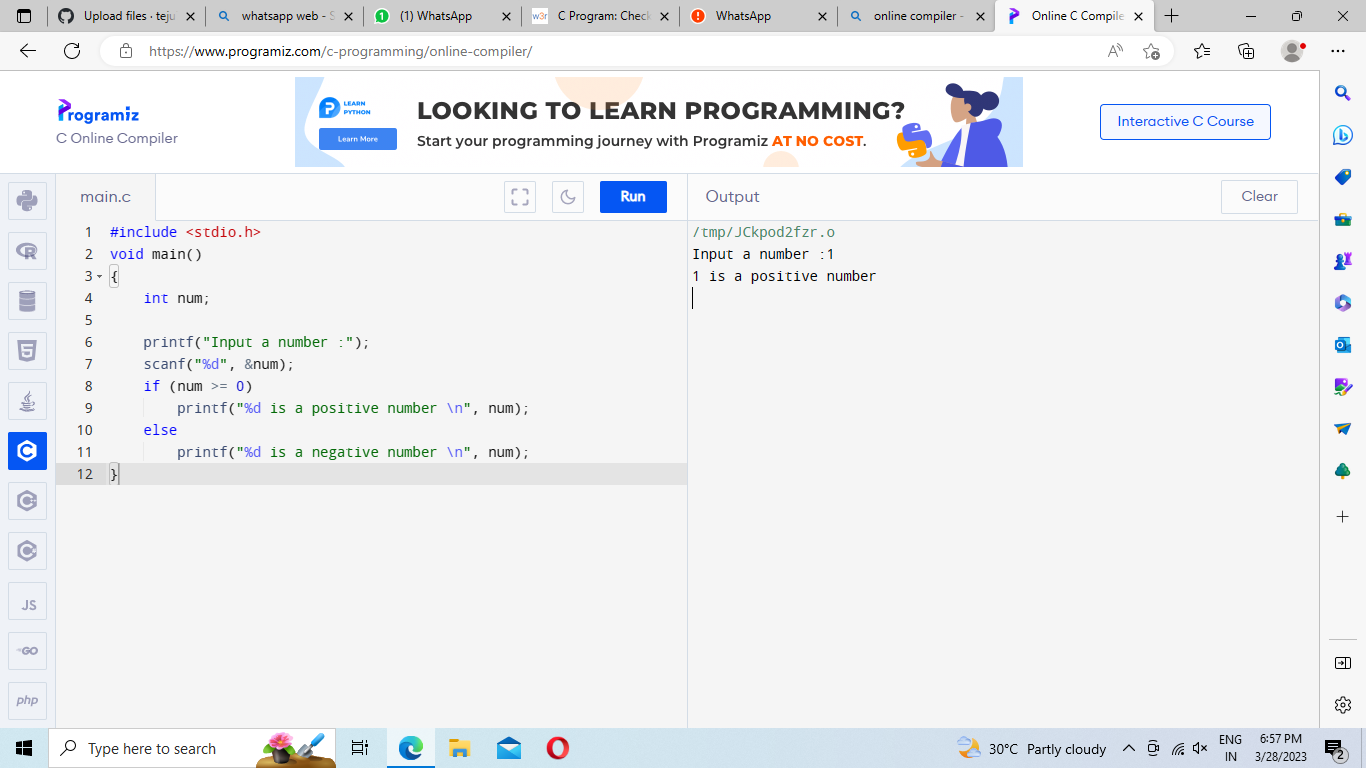 Upload files · teju
whatsapp web - S
(1) WhatsApp
w3r C Program: Check
WhatsApp
online compiler -
Online C Compile
https://www.programiz.com/c-programming/online-compiler/
Programiz
C Online Compiler
LEARN
PYTHON
Learn More
LOOKING TO LEARN PROGRAMMING?
Start your programming journey with Programiz AT NO COST.
Interactive C Course
main.c
Run
Output
Clear
1 #include <stdio.h>
2 void main()
3 {
4     int num;
5
6     printf("Input a number :");
7     scanf("%d", &num);
8     if (num >= 0)
9         printf("%d is a positive number \n", num);
10     else
11         printf("%d is a negative number \n", num);
12 }
/tmp/JCkpod2fzr.o
Input a number :1
1 is a positive number
JS
GO
php
Type here to search
30°C Partly cloudy
ENG
IN
6:57 PM
3/28/2023
2